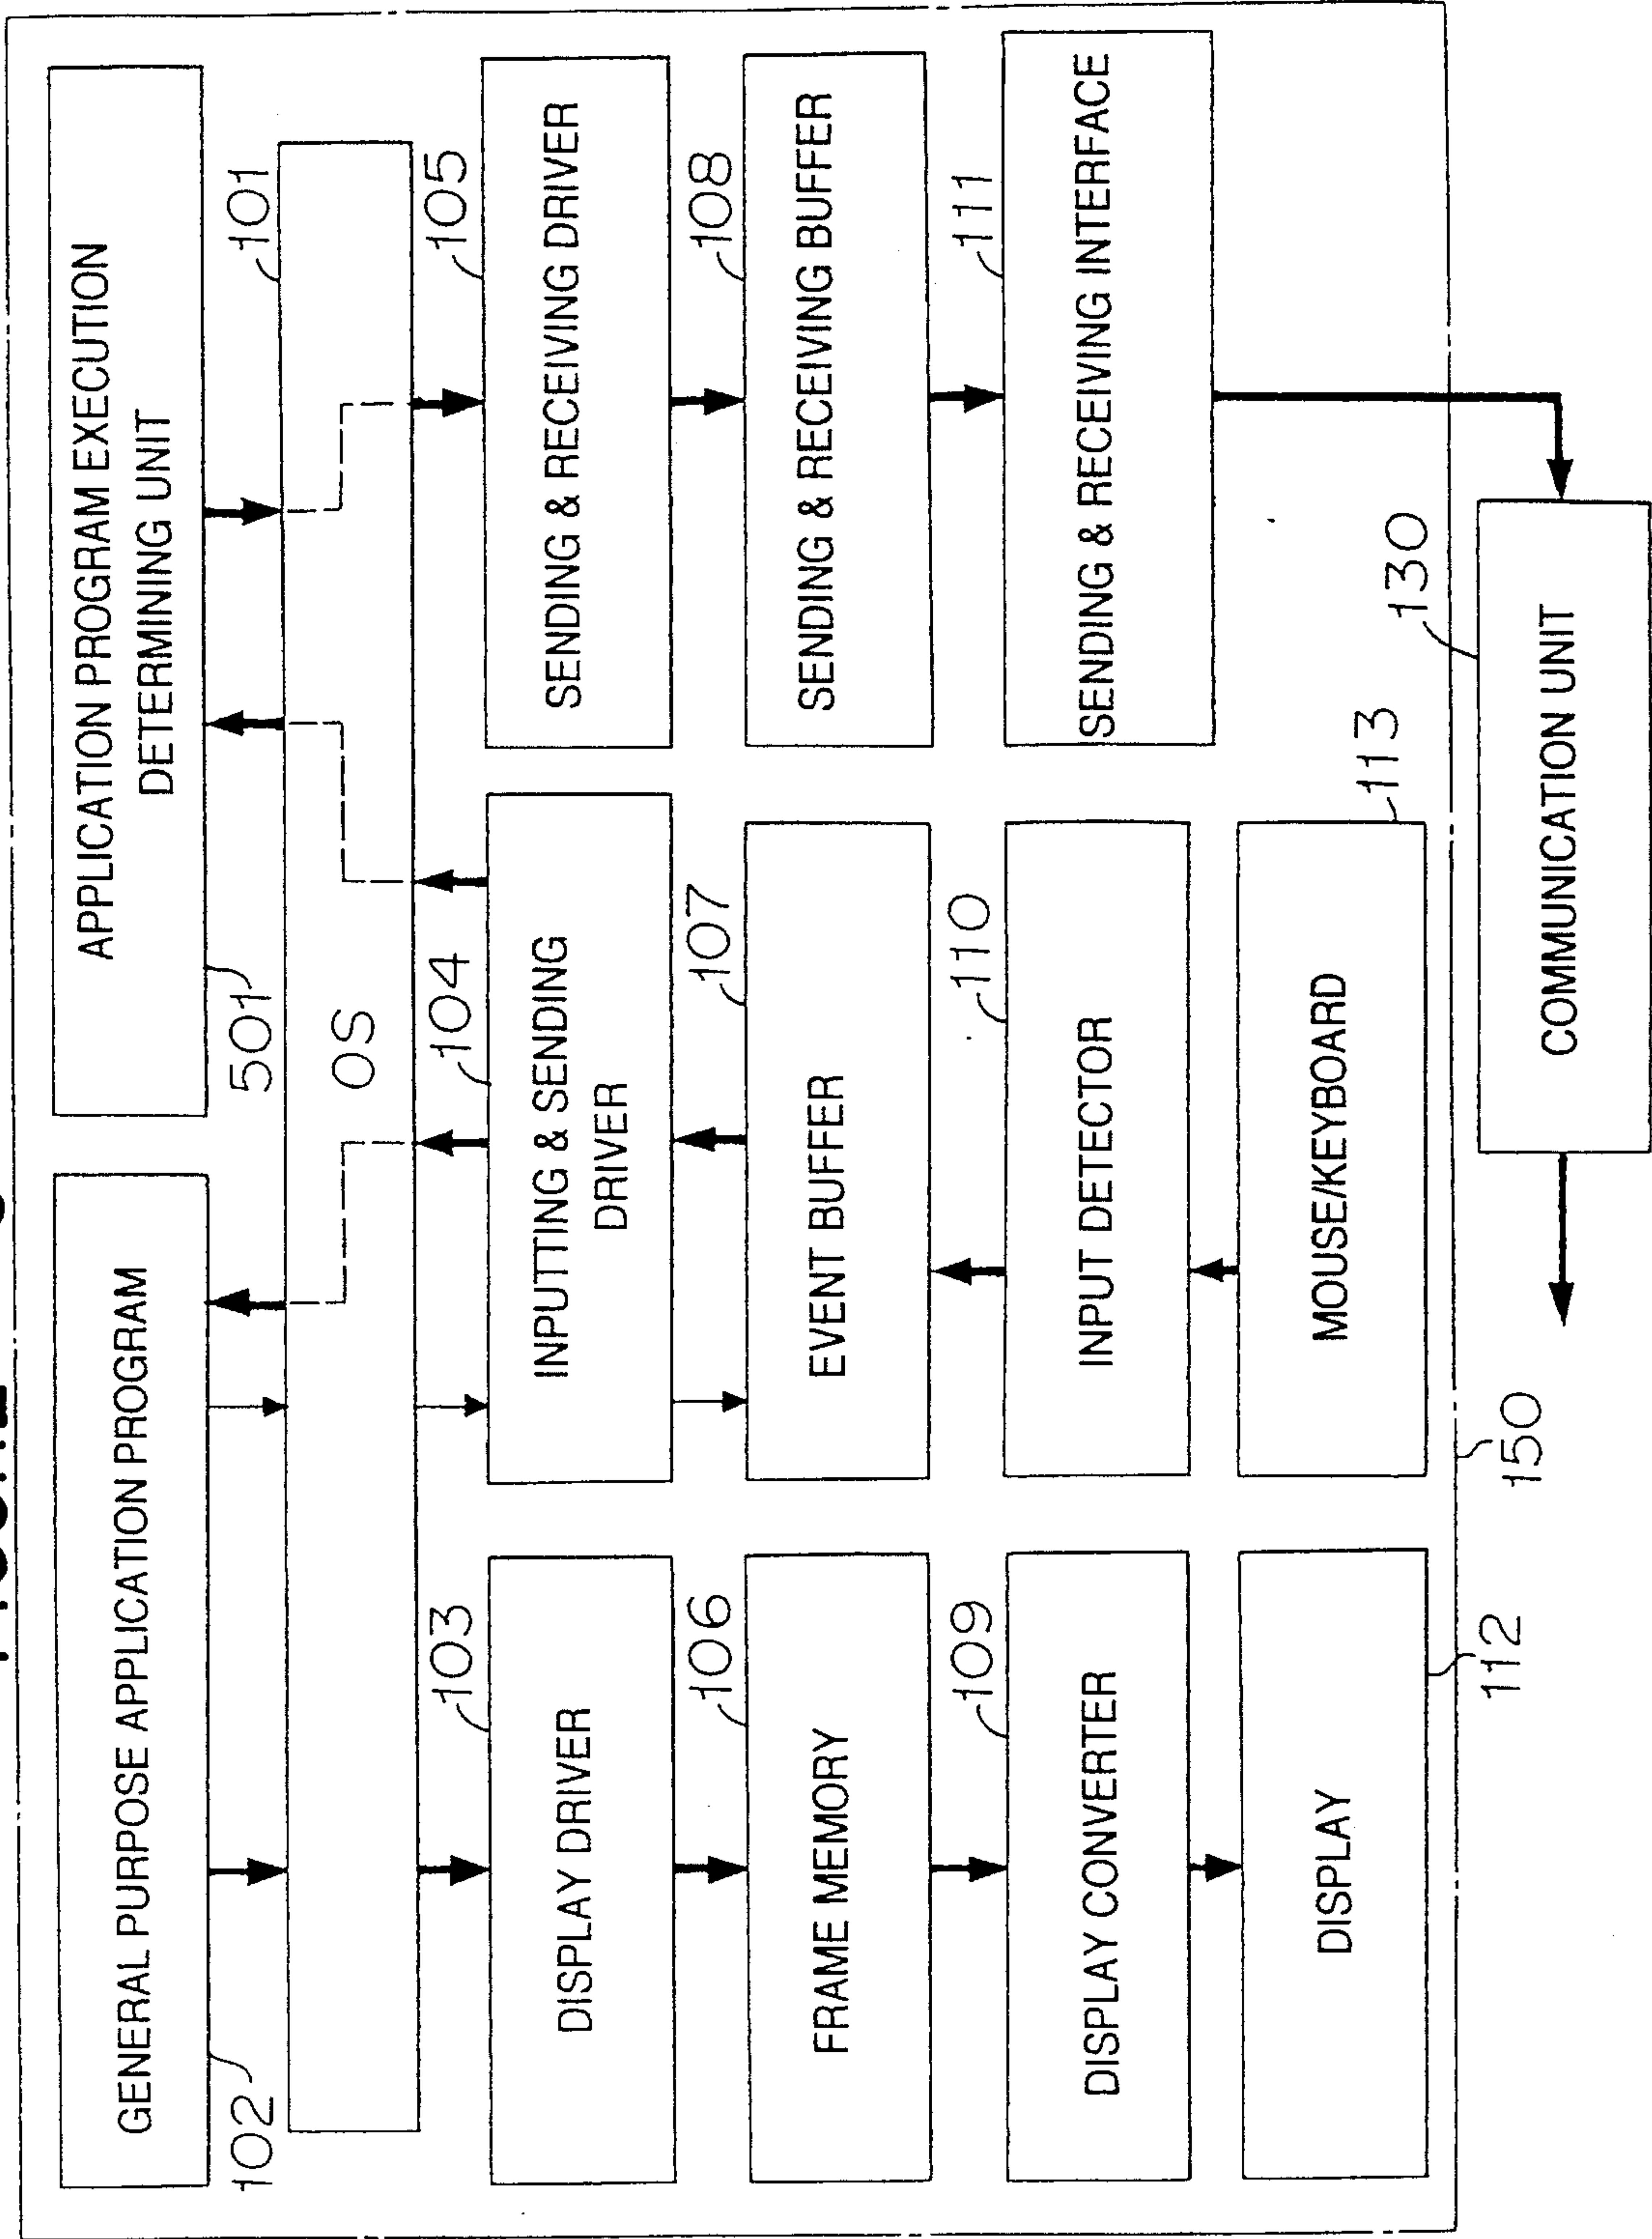 GENERAL PURPOSE APPLICATION PROGRAM
APPLICATION PROGRAM EXECUTION
DETERMINING UNIT
102
501
101
OS
103
104
105
DISPLAY DRIVER
INPUTTING & SENDING
DRIVER
SENDING & RECEIVING DRIVER
106
107
108
FRAME MEMORY
EVENT BUFFER
SENDING & RECEIVING BUFFER
109
110
111
DISPLAY CONVERTER
INPUT DETECTOR
SENDING & RECEIVING INTERFACE
DISPLAY
MOUSE/KEYBOARD
113
112
150
130
COMMUNICATION UNIT